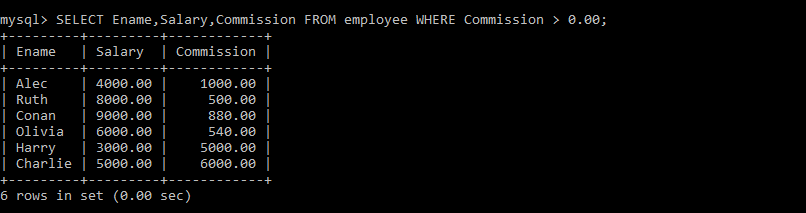 mysql> SELECT Ename,Salary,Commission FROM employee WHERE Commission > 0.00;
+---------+---------+------------+
| Ename   | Salary  | Commission |
+---------+---------+------------+
| Alec    | 4000.00 |    1000.00 |
| Ruth    | 8000.00 |     500.00 |
| Conan   | 9000.00 |     880.00 |
| Olivia  | 6000.00 |     540.00 |
| Harry   | 3000.00 |    5000.00 |
| Charlie | 5000.00 |    6000.00 |
+---------+---------+------------+
6 rows in set (0.00 sec)